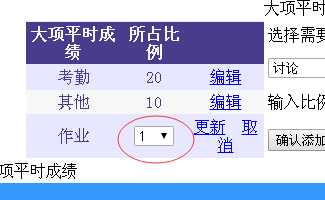 大项平时成绩 所占比例
考勤 20 编辑
其他 10 编辑
作业 1 更新 取消
项平时成绩
大项平时
选择需要
讨论
输入比例
确认添加